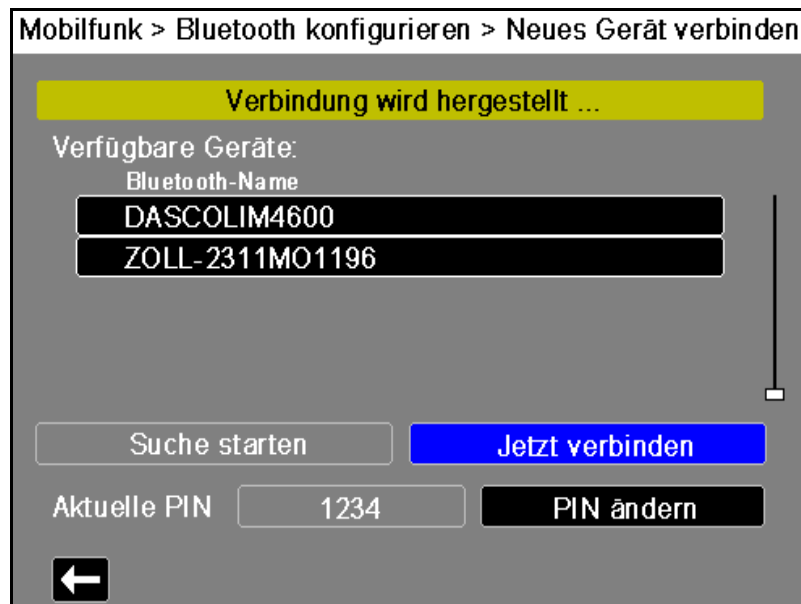 Mobilfunk > Bluetooth konfigurieren > Neues Gerät verbinden
Verbindung wird hergestellt ...
Verfügbare Geräte:
Bluetooth-Name
DASCOLIM4600
ZOLL-2311MO1196
Suche starten
Jetzt verbinden
Aktuelle PIN
1234
PIN ändern